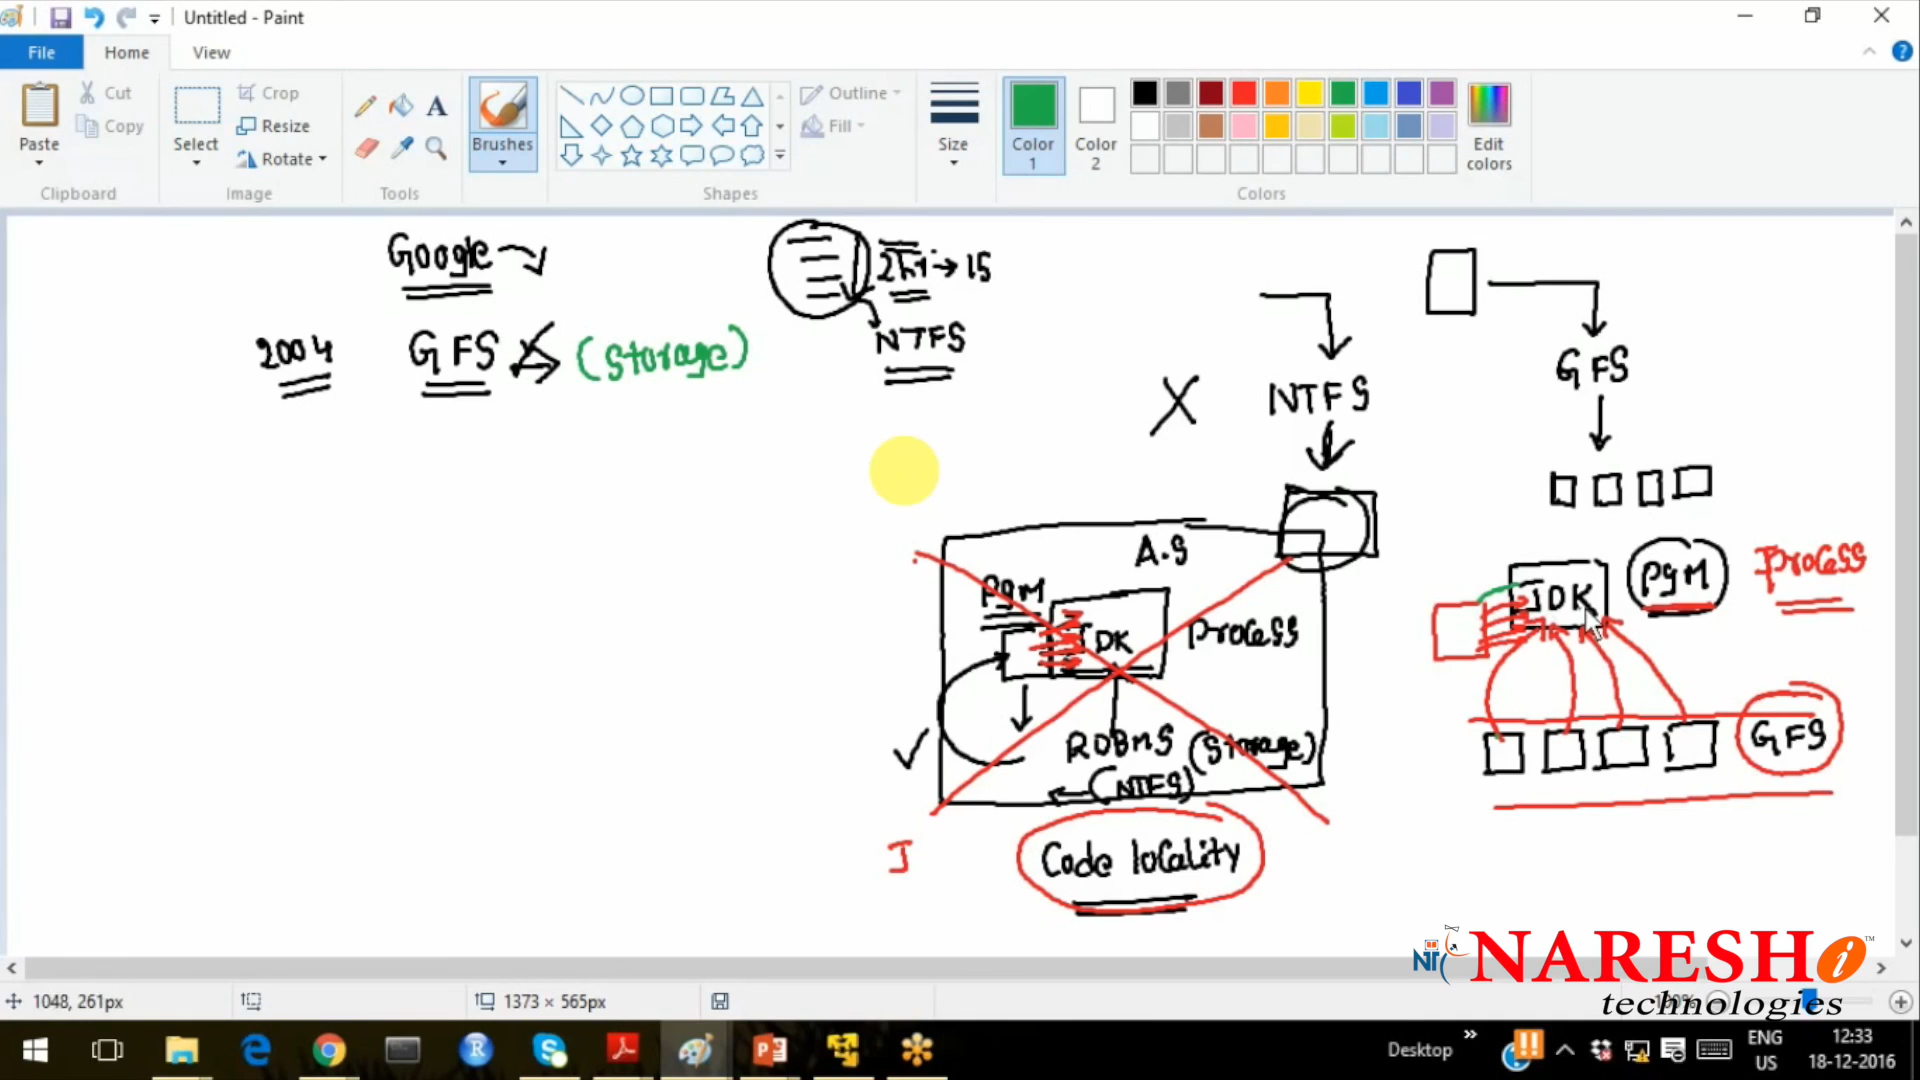 Untitled - Paint
File
Home
View
Paste
Cut
Copy
Clipboard
Select
Crop
Resize
Rotate
Image
Tools
Brushes
Outline
Fill
Shapes
Size
Color 1
Color 2
Edit colors
Colors
Google
2hr → 15
NTFS
2004
GFS
(Storage)
X
NTFS
GFS
A.S
PGM
JDK
Process
RDBMS (Storage)
(NTFS)
Code locality
J
JDK
PGM
Process
GFS
NARESH i
technologies
1048, 261px
1373 × 565px
100%
Desktop
ENG
US
12:33
18-12-2016